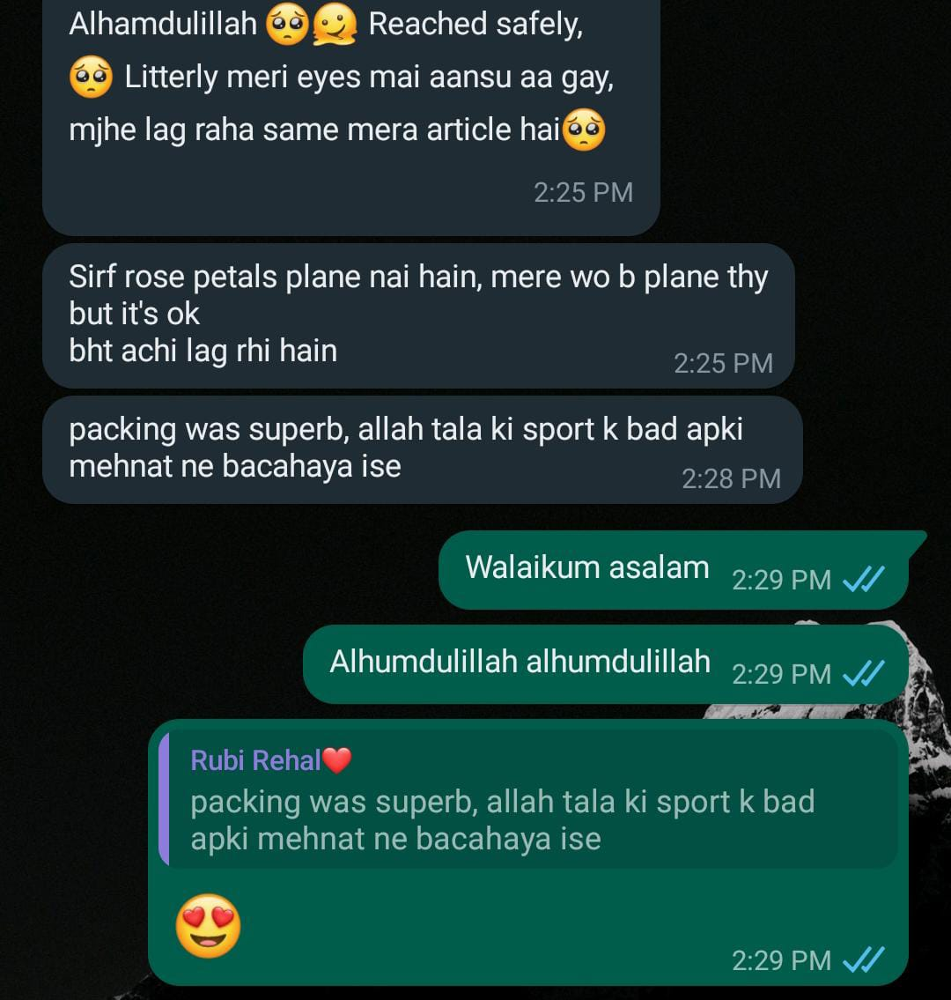 Alhamdulillah 🥺🫠 Reached safely,
🥺 Litterly meri eyes mai aansu aa gay,
mjhe lag raha same mera article hai🥺
2:25 PM
Sirf rose petals plane nai hain, mere wo b plane thy
but it's ok
bht achi lag rhi hain
2:25 PM
packing was superb, allah tala ki sport k bad apki
mehnat ne bacahaya ise
2:28 PM
Walaikum asalam 2:29 PM
Alhumdulillah alhumdulillah 2:29 PM
Rubi Rehal❤️
packing was superb, allah tala ki sport k bad
apki mehnat ne bacahaya ise
😍
2:29 PM